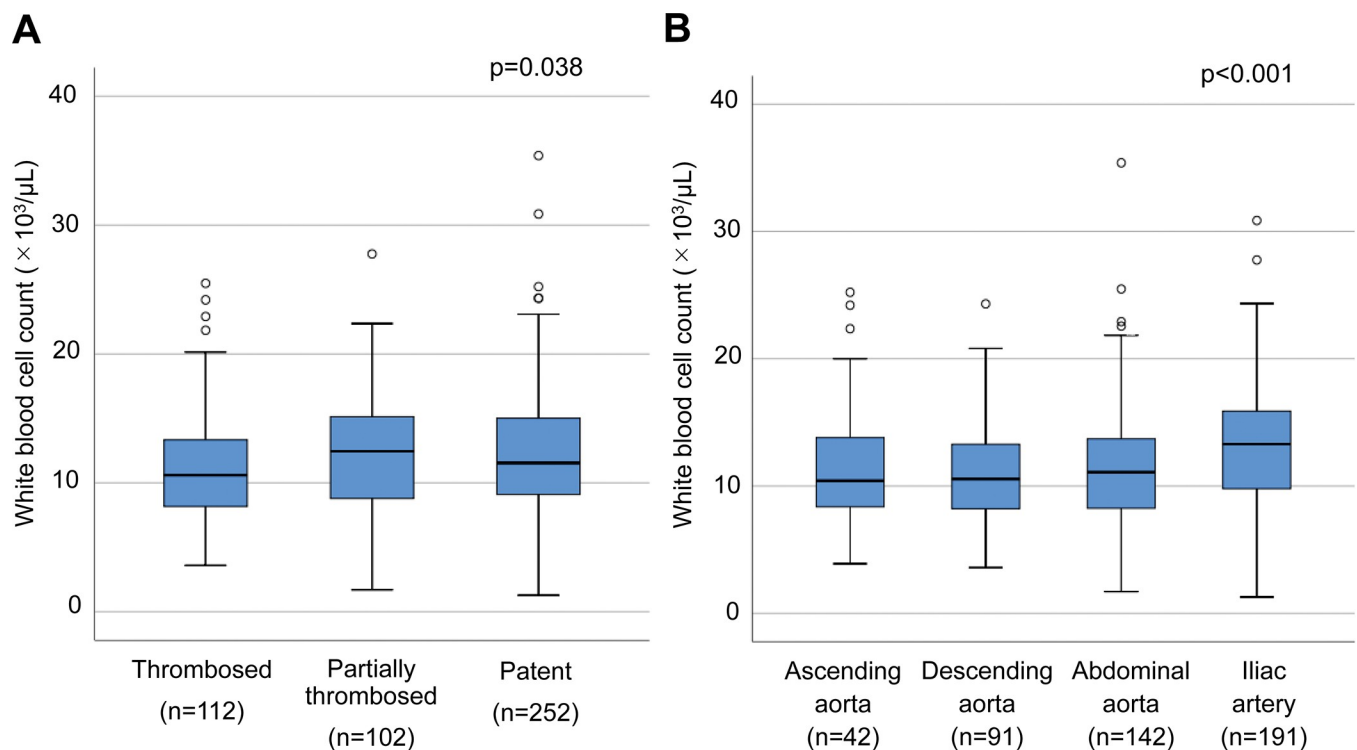 A
p=0.038
White blood cell count (×10³/μL)
40
30
20
10
0
Thrombosed
(n=112)
Partially
thrombosed
(n=102)
Patent
(n=252)
B
p<0.001
White blood cell count (×10³/μL)
40
30
20
10
0
Ascending
aorta
(n=42)
Descending
aorta
(n=91)
Abdominal
aorta
(n=142)
Iliac
artery
(n=191)